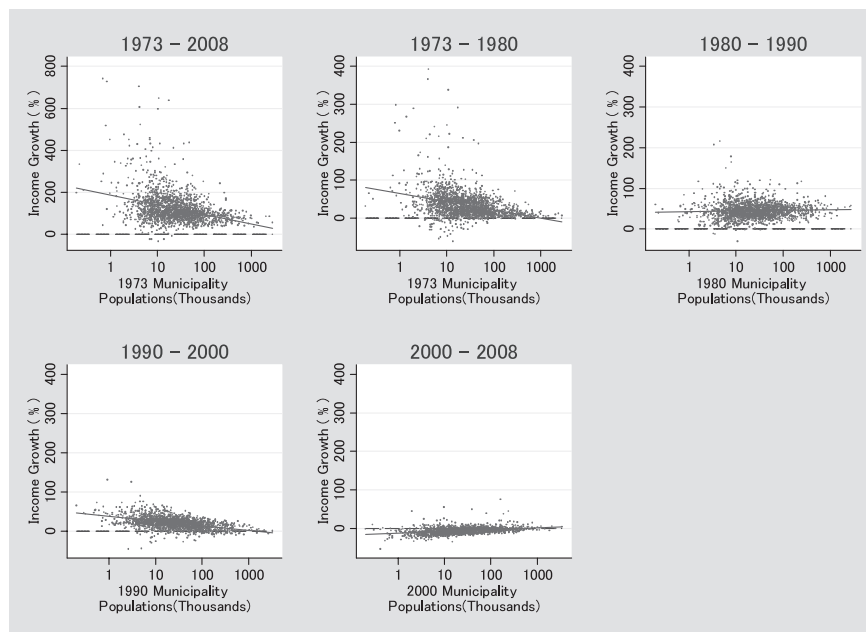 1973 - 2008
Income Growth ( % )
800
600
400
200
0
1 10 100 1000
1973 Municipality
Populations(Thousands)
1973 - 1980
Income Growth ( % )
400
300
200
100
0
1 10 100 1000
1973 Municipality
Populations(Thousands)
1980 - 1990
Income Growth ( % )
400
300
200
100
0
1 10 100 1000
1980 Municipality
Populations(Thousands)
1990 - 2000
Income Growth ( % )
400
300
200
100
0
1 10 100 1000
1990 Municipality
Populations(Thousands)
2000 - 2008
Income Growth ( % )
400
300
200
100
0
1 10 100 1000
2000 Municipality
Populations(Thousands)